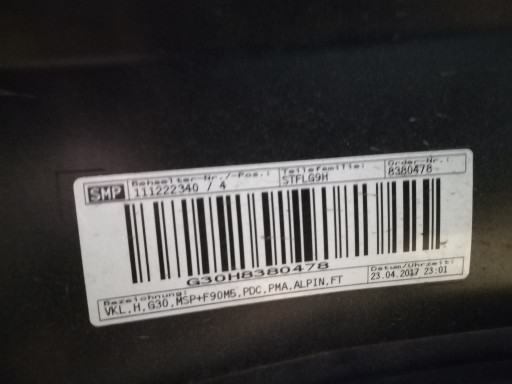 SMP
Behaelter-Nr./-Pos.:
111222340 / 4
Teilefamilie:
STFLG9H
Order-Nr.:
8380478
G30H8380478
Bezeichnung:
VKL,H,G30,MSP+F90M5,PDC,PMA,ALPIN,FT
Datum/Uhrzeit:
23.04.2017 23:01